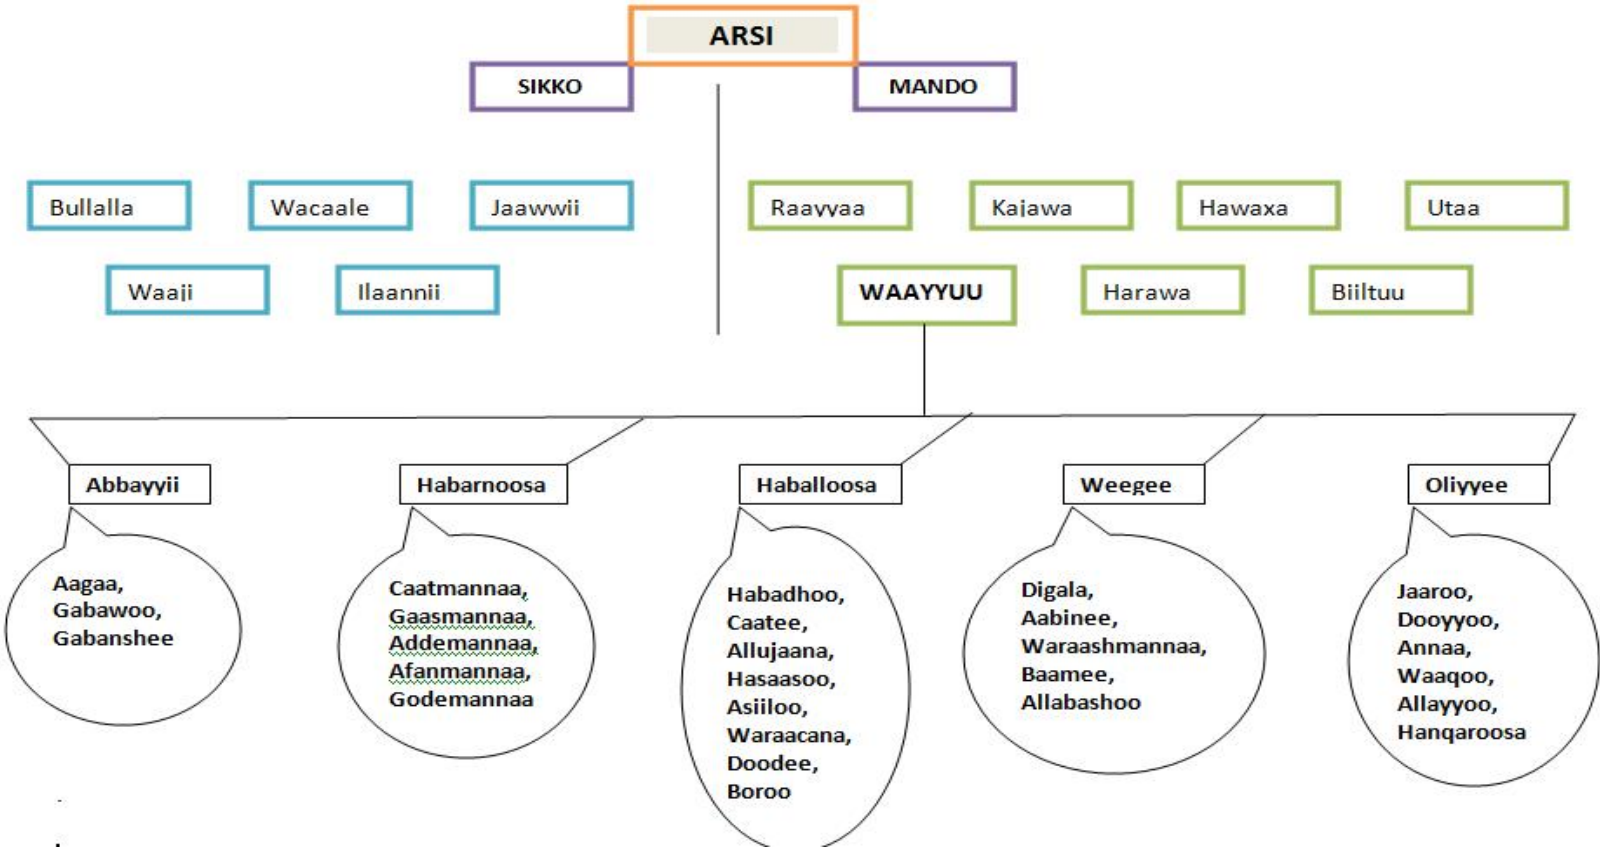 ARSI
SIKKO
MANDO
Bullalla
Wacaale
Jaawwii
Raayyaa
Kajawa
Hawaxa
Utaa
Waaji
Ilaannii
WAAYYUU
Harawa
Biiltuu
Abbayyii
Habarnoosa
Haballoosa
Weegee
Oliyyee
Aagaa,
Gabawoo,
Gabanshee
Caatmannaa,
Gaasmannaa,
Addemannaa,
Afanmannaa,
Godemannaa
Habadhoo,
Caatee,
Allujaana,
Hasaasoo,
Asiiloo,
Waraacana,
Doodee,
Boroo
Digala,
Aabinee,
Waraashmannaa,
Baamee,
Allabashoo
Jaaroo,
Dooyyoo,
Annaa,
Waaqoo,
Allayyoo,
Hanqaroosa